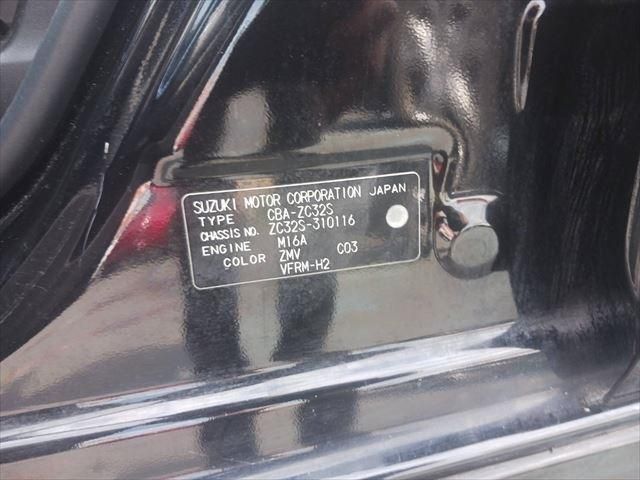 SUZUKI MOTOR CORPORATION JAPAN
TYPE CBA-ZC32S
CHASSIS NO. ZC32S-310116
ENGINE M16A
COLOR ZMV C03
VFRM-H2